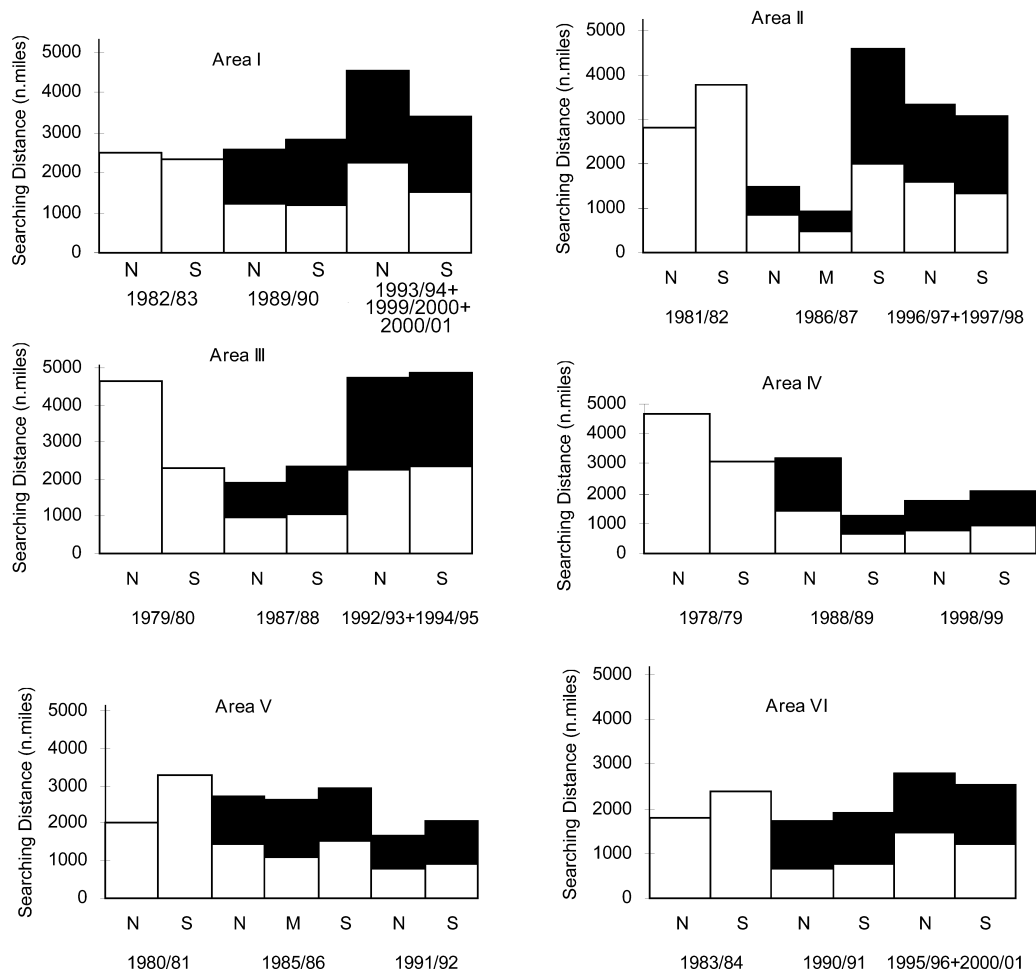 Area I
Searching Distance (n.miles)
5000
4000
3000
2000
1000
0
N S N S N S
1982/83 1989/90 1993/94+
1999/2000+
2000/01
Area II
Searching Distance (n.miles)
5000
4000
3000
2000
1000
0
N S N M S N S
1981/82 1986/87 1996/97+1997/98
Area III
Searching Distance (n.miles)
5000
4000
3000
2000
1000
0
N S N S N S
1979/80 1987/88 1992/93+1994/95
Area IV
Searching Distance (n.miles)
5000
4000
3000
2000
1000
0
N S N S N S
1978/79 1988/89 1998/99
Area V
Searching Distance (n.miles)
5000
4000
3000
2000
1000
0
N S N M S N S
1980/81 1985/86 1991/92
Area VI
Searching Distance (n.miles)
5000
4000
3000
2000
1000
0
N S N S N S
1983/84 1990/91 1995/96+2000/01